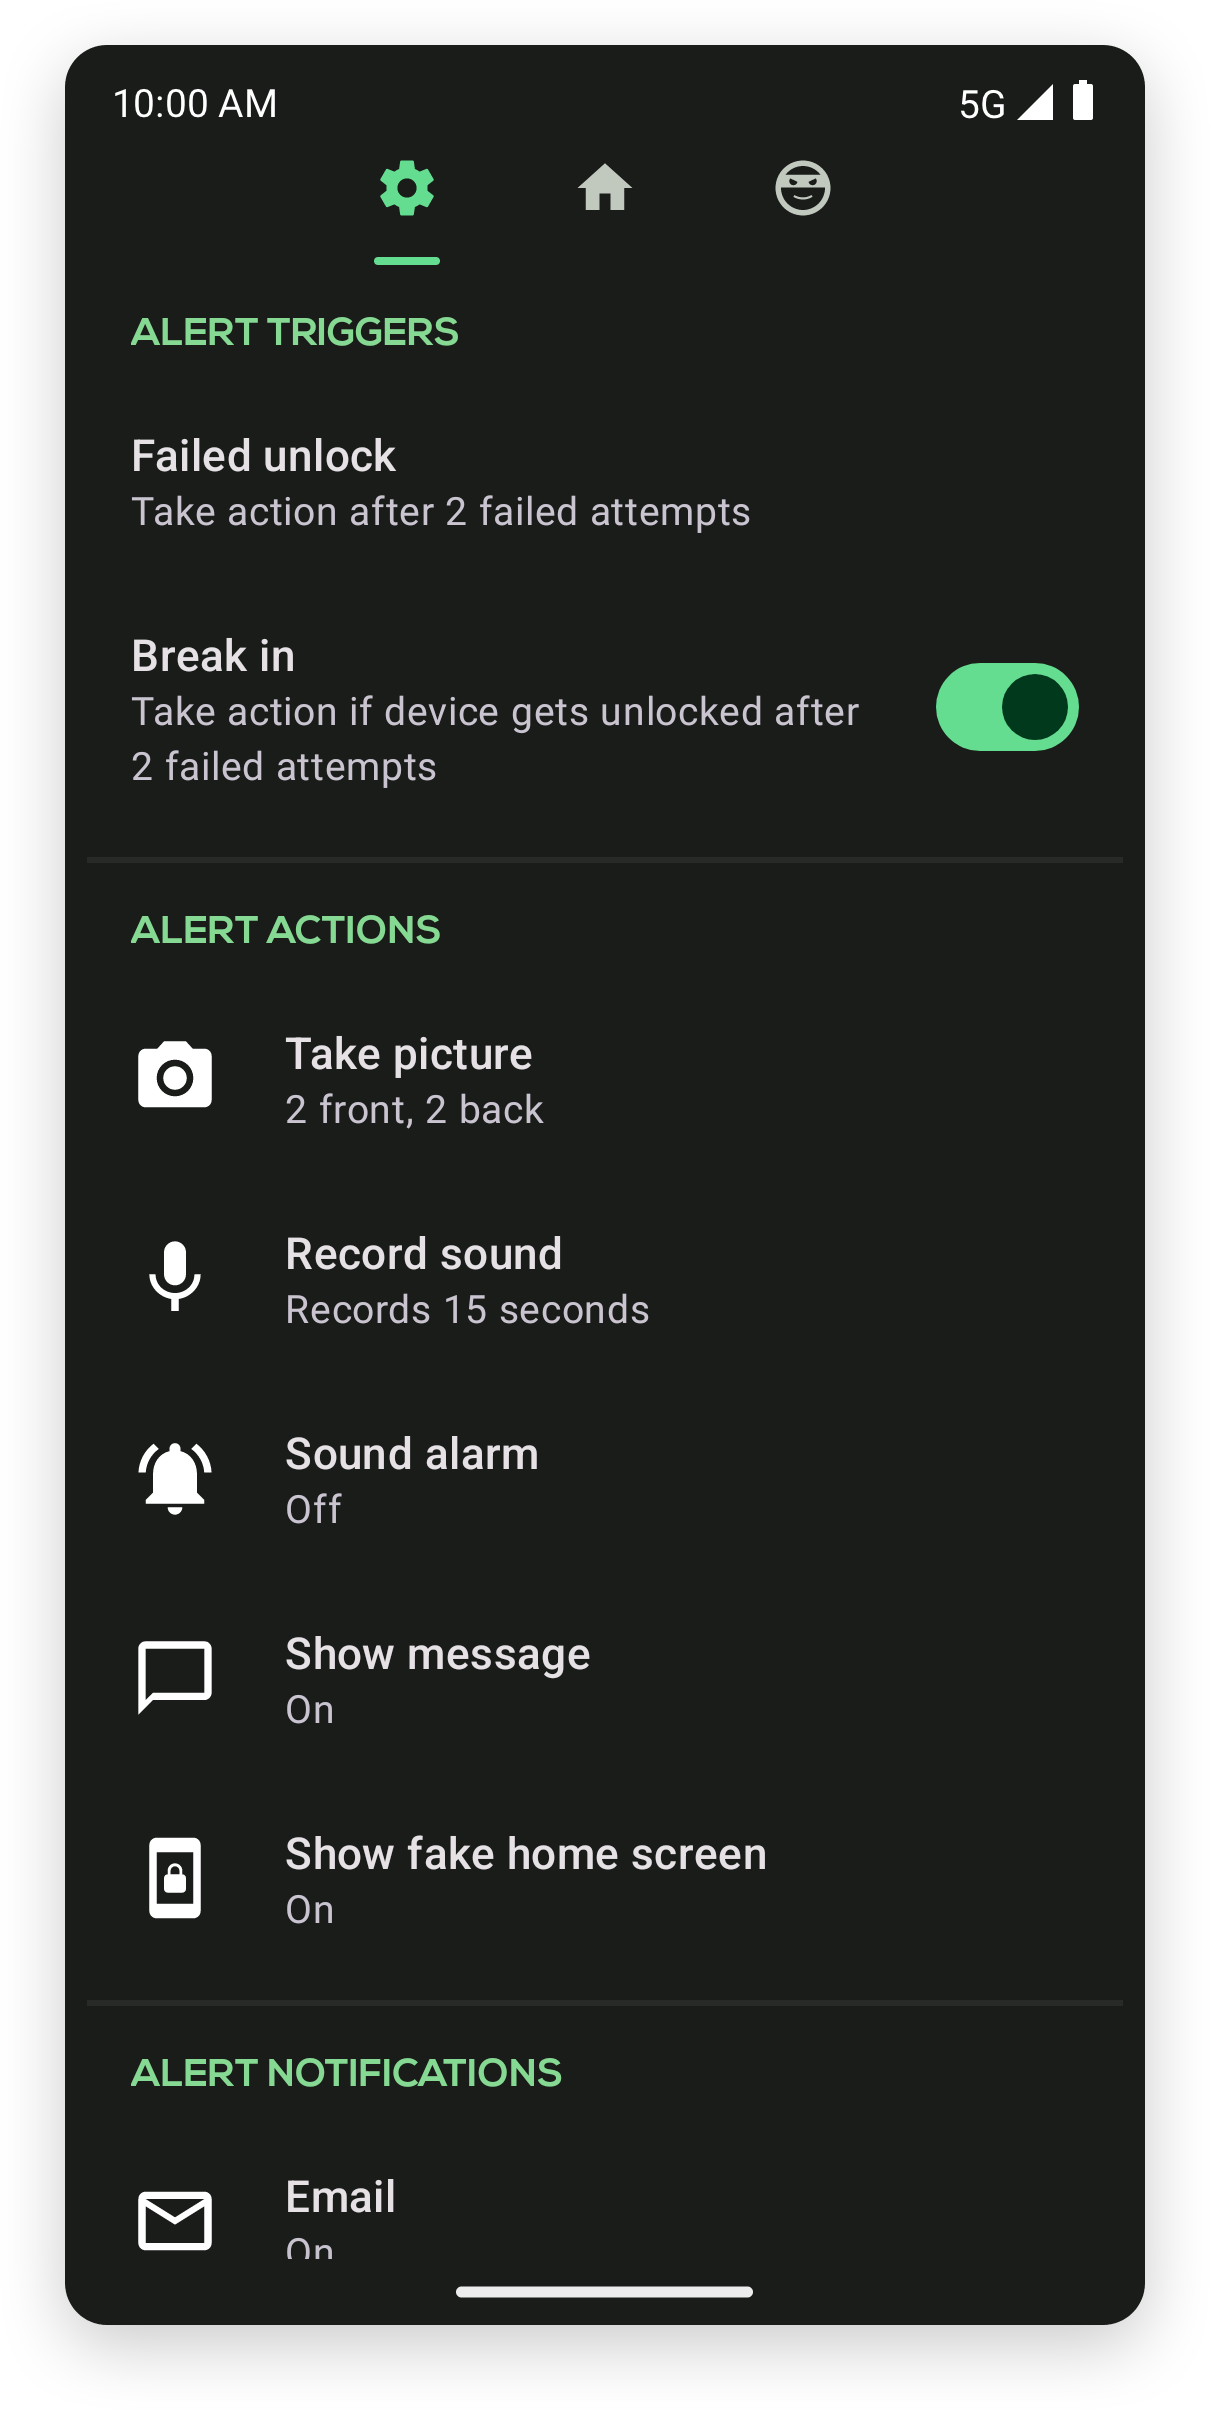 10:00 AM
5G
ALERT TRIGGERS
Failed unlock
Take action after 2 failed attempts
Break in
Take action if device gets unlocked after
2 failed attempts
ALERT ACTIONS
Take picture
2 front, 2 back
Record sound
Records 15 seconds
Sound alarm
Off
Show message
On
Show fake home screen
On
ALERT NOTIFICATIONS
Email
On